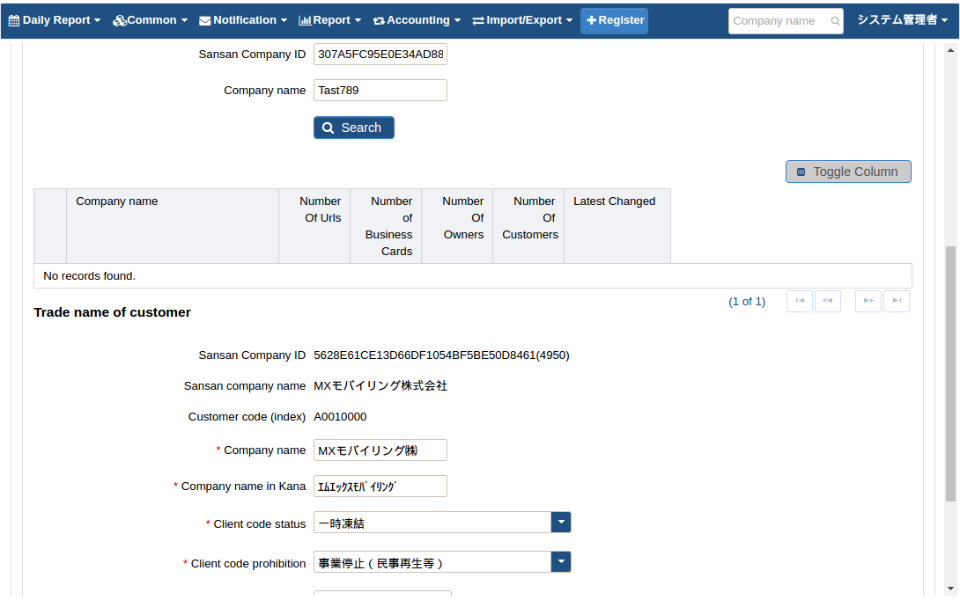 Daily Report Common Notification Report Accounting Import/Export Register Company name システム管理者
Sansan Company ID 307A5FC95E0E34AD88
Company name Tast789
Search
Toggle Column
Company name Number Of Urls Number of Business Cards Number Of Owners Number Of Customers Latest Changed
No records found.
(1 of 1)
Trade name of customer
Sansan Company ID 5628E61CE13D66DF1054BF5BE50D8461(4950)
Sansan company name MXモバイリング株式会社
Customer code (index) A0010000
* Company name MXモバイリング㈱
* Company name in Kana ｴﾑｴｯｸｽﾓﾊﾞｲﾘﾝｸﾞ
* Client code status 一時凍結
* Client code prohibition 事業停止（民事再生等）